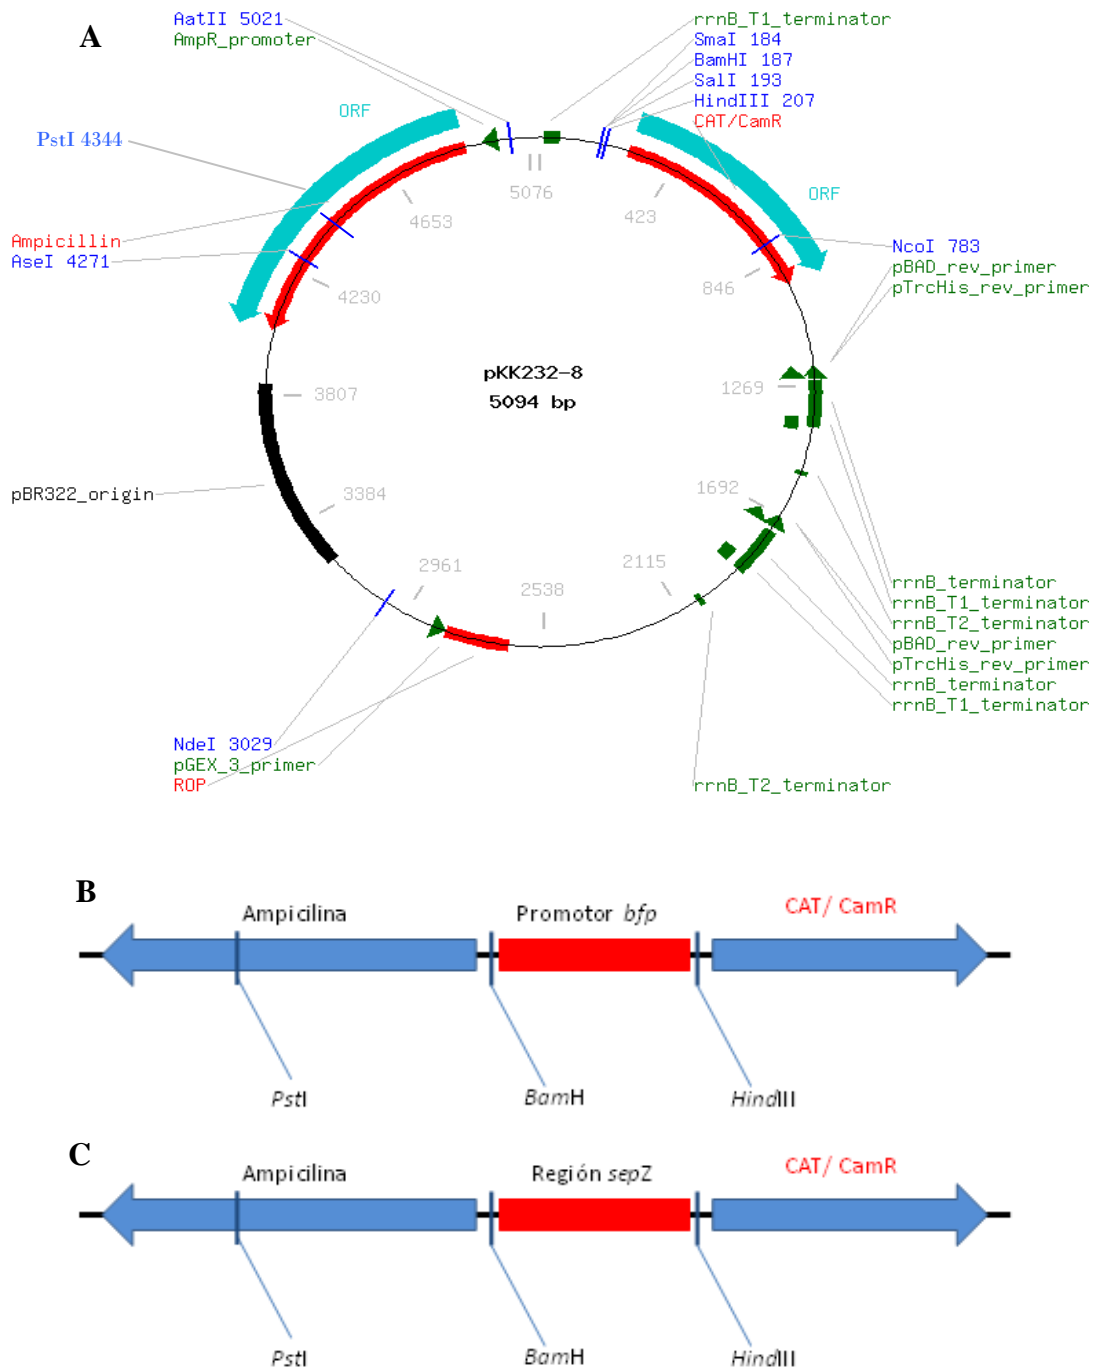 A
AatII 5021
AmpR_promoter
rrnB_T1_terminator
SmaI 184
BamHI 187
SalI 193
HindIII 207
CAT/CamR
ORF
PstI 4344
5076
4653
423
ORF
Ampicillin
AseI 4271
NcoI 783
pBAD_rev_primer
pTrcHis_rev_primer
4230
846
pKK232-8
5094 bp
3807
1269
pBR322_origin
3384
1692
2961
2115
2538
rrnB_terminator
rrnB_T1_terminator
rrnB_T2_terminator
pBAD_rev_primer
pTrcHis_rev_primer
rrnB_terminator
rrnB_T1_terminator
NdeI 3029
pGEX_3_primer
ROP
rrnB_T2_terminator
B
Ampicilina
Promotor bfp
CAT/ CamR
PstI
BamH
HindIII
C
Ampicilina
Región sepZ
CAT/ CamR
PstI
BamH
HindIII